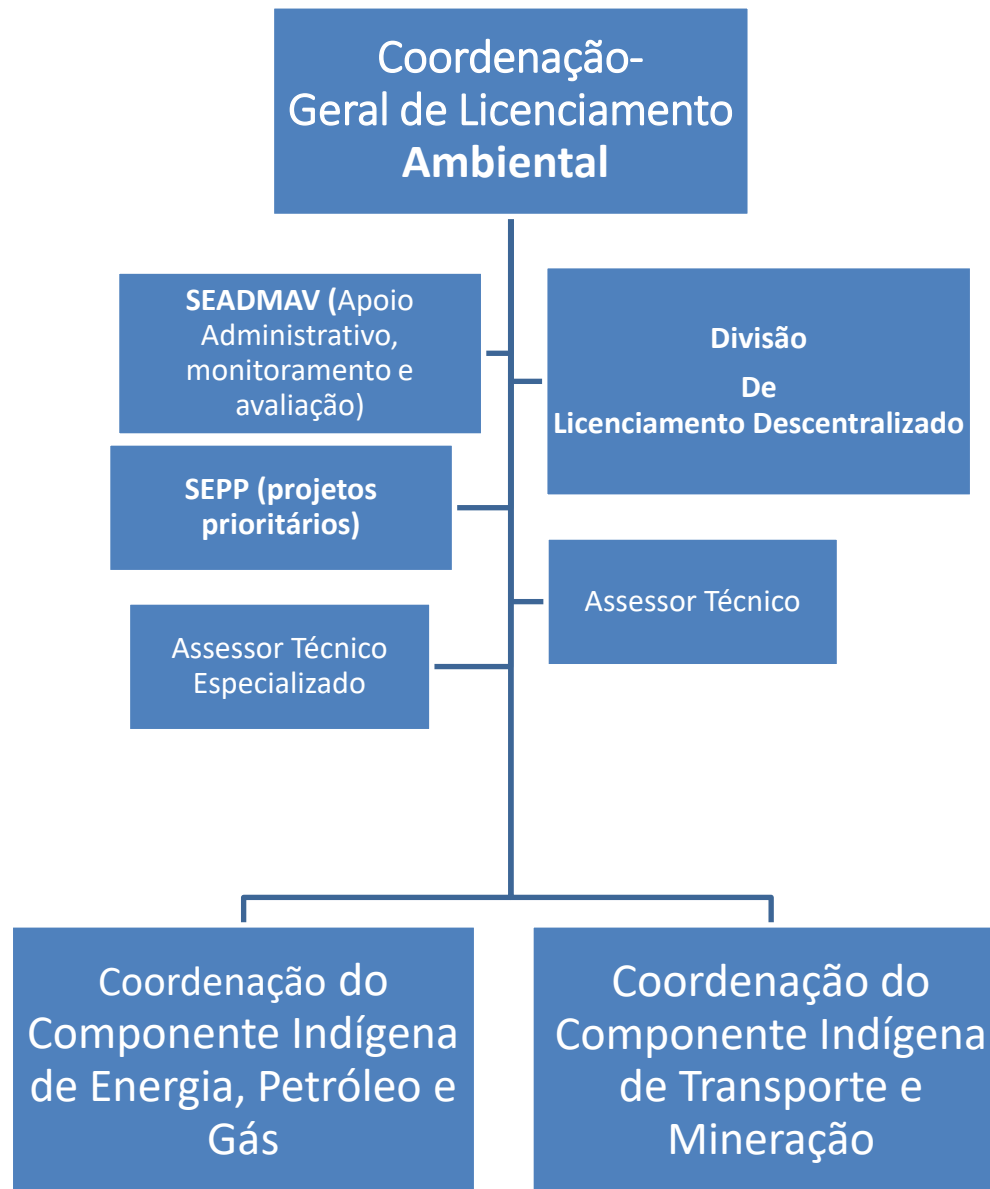 Coordenação-
Geral de Licenciamento
Ambiental
SEADMAV (Apoio
Administrativo,
monitoramento e
avaliação)
Divisão
De
Licenciamento Descentralizado
SEPP (projetos
prioritários)
Assessor Técnico
Assessor Técnico
Especializado
Coordenação do
Componente Indígena
de Energia, Petróleo e
Gás
Coordenação do
Componente Indígena
de Transporte e
Mineração